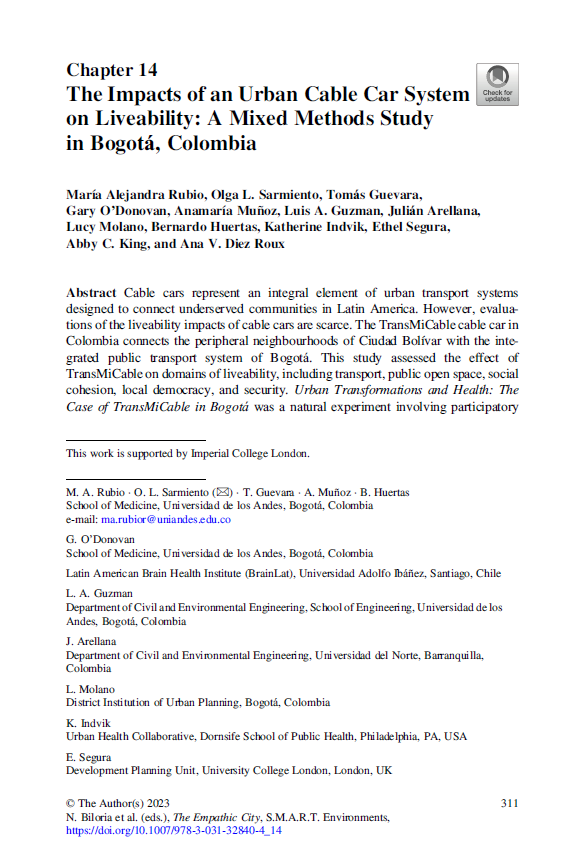 Chapter 14
The Impacts of an Urban Cable Car System
on Liveability: A Mixed Methods Study
in Bogotá, Colombia
Check for
updates
María Alejandra Rubio, Olga L. Sarmiento, Tomás Guevara,
Gary O'Donovan, Anamaría Muñoz, Luis A. Guzman, Julián Arellana,
Lucy Molano, Bernardo Huertas, Katherine Indvik, Ethel Segura,
Abby C. King, and Ana V. Diez Roux
Abstract Cable cars represent an integral element of urban transport systems
designed to connect underserved communities in Latin America. However, evalua-
tions of the liveability impacts of cable cars are scarce. The TransMiCable cable car in
Colombia connects the peripheral neighbourhoods of Ciudad Bolívar with the inte-
grated public transport system of Bogotá. This study assessed the effect of
TransMiCable on domains of liveability, including transport, public open space, social
cohesion, local democracy, and security. Urban Transformations and Health: The
Case of TransMiCable in Bogotá was a natural experiment involving participatory
This work is supported by Imperial College London.
M. A. Rubio · O. L. Sarmiento (✉) · T. Guevara · A. Muñoz · B. Huertas
School of Medicine, Universidad de los Andes, Bogotá, Colombia
e-mail: ma.rubior@uniandes.edu.co
G. O'Donovan
School of Medicine, Universidad de los Andes, Bogotá, Colombia
Latin American Brain Health Institute (BrainLat), Universidad Adolfo Ibáñez, Santiago, Chile
L. A. Guzman
Department of Civil and Environmental Engineering, School of Engineering, Universidad de los
Andes, Bogotá, Colombia
J. Arellana
Department of Civil and Environmental Engineering, Universidad del Norte, Barranquilla,
Colombia
L. Molano
District Institution of Urban Planning, Bogotá, Colombia
K. Indvik
Urban Health Collaborative, Dornsife School of Public Health, Philadelphia, PA, USA
E. Segura
Development Planning Unit, University College London, London, UK
© The Author(s) 2023 311
N. Biloria et al. (eds.), The Empathic City, S.M.A.R.T. Environments,
https://doi.org/10.1007/978-3-031-32840-4_14